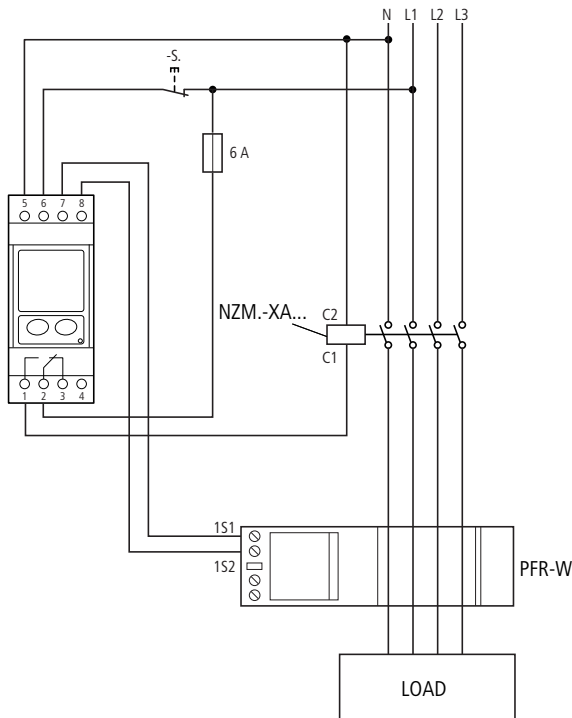 N L1 L2 L3
-S.
6 A
5 6 7 8
NZM.-XA... C2
C1
1 2 3 4
1S1
1S2
PFR-W
LOAD